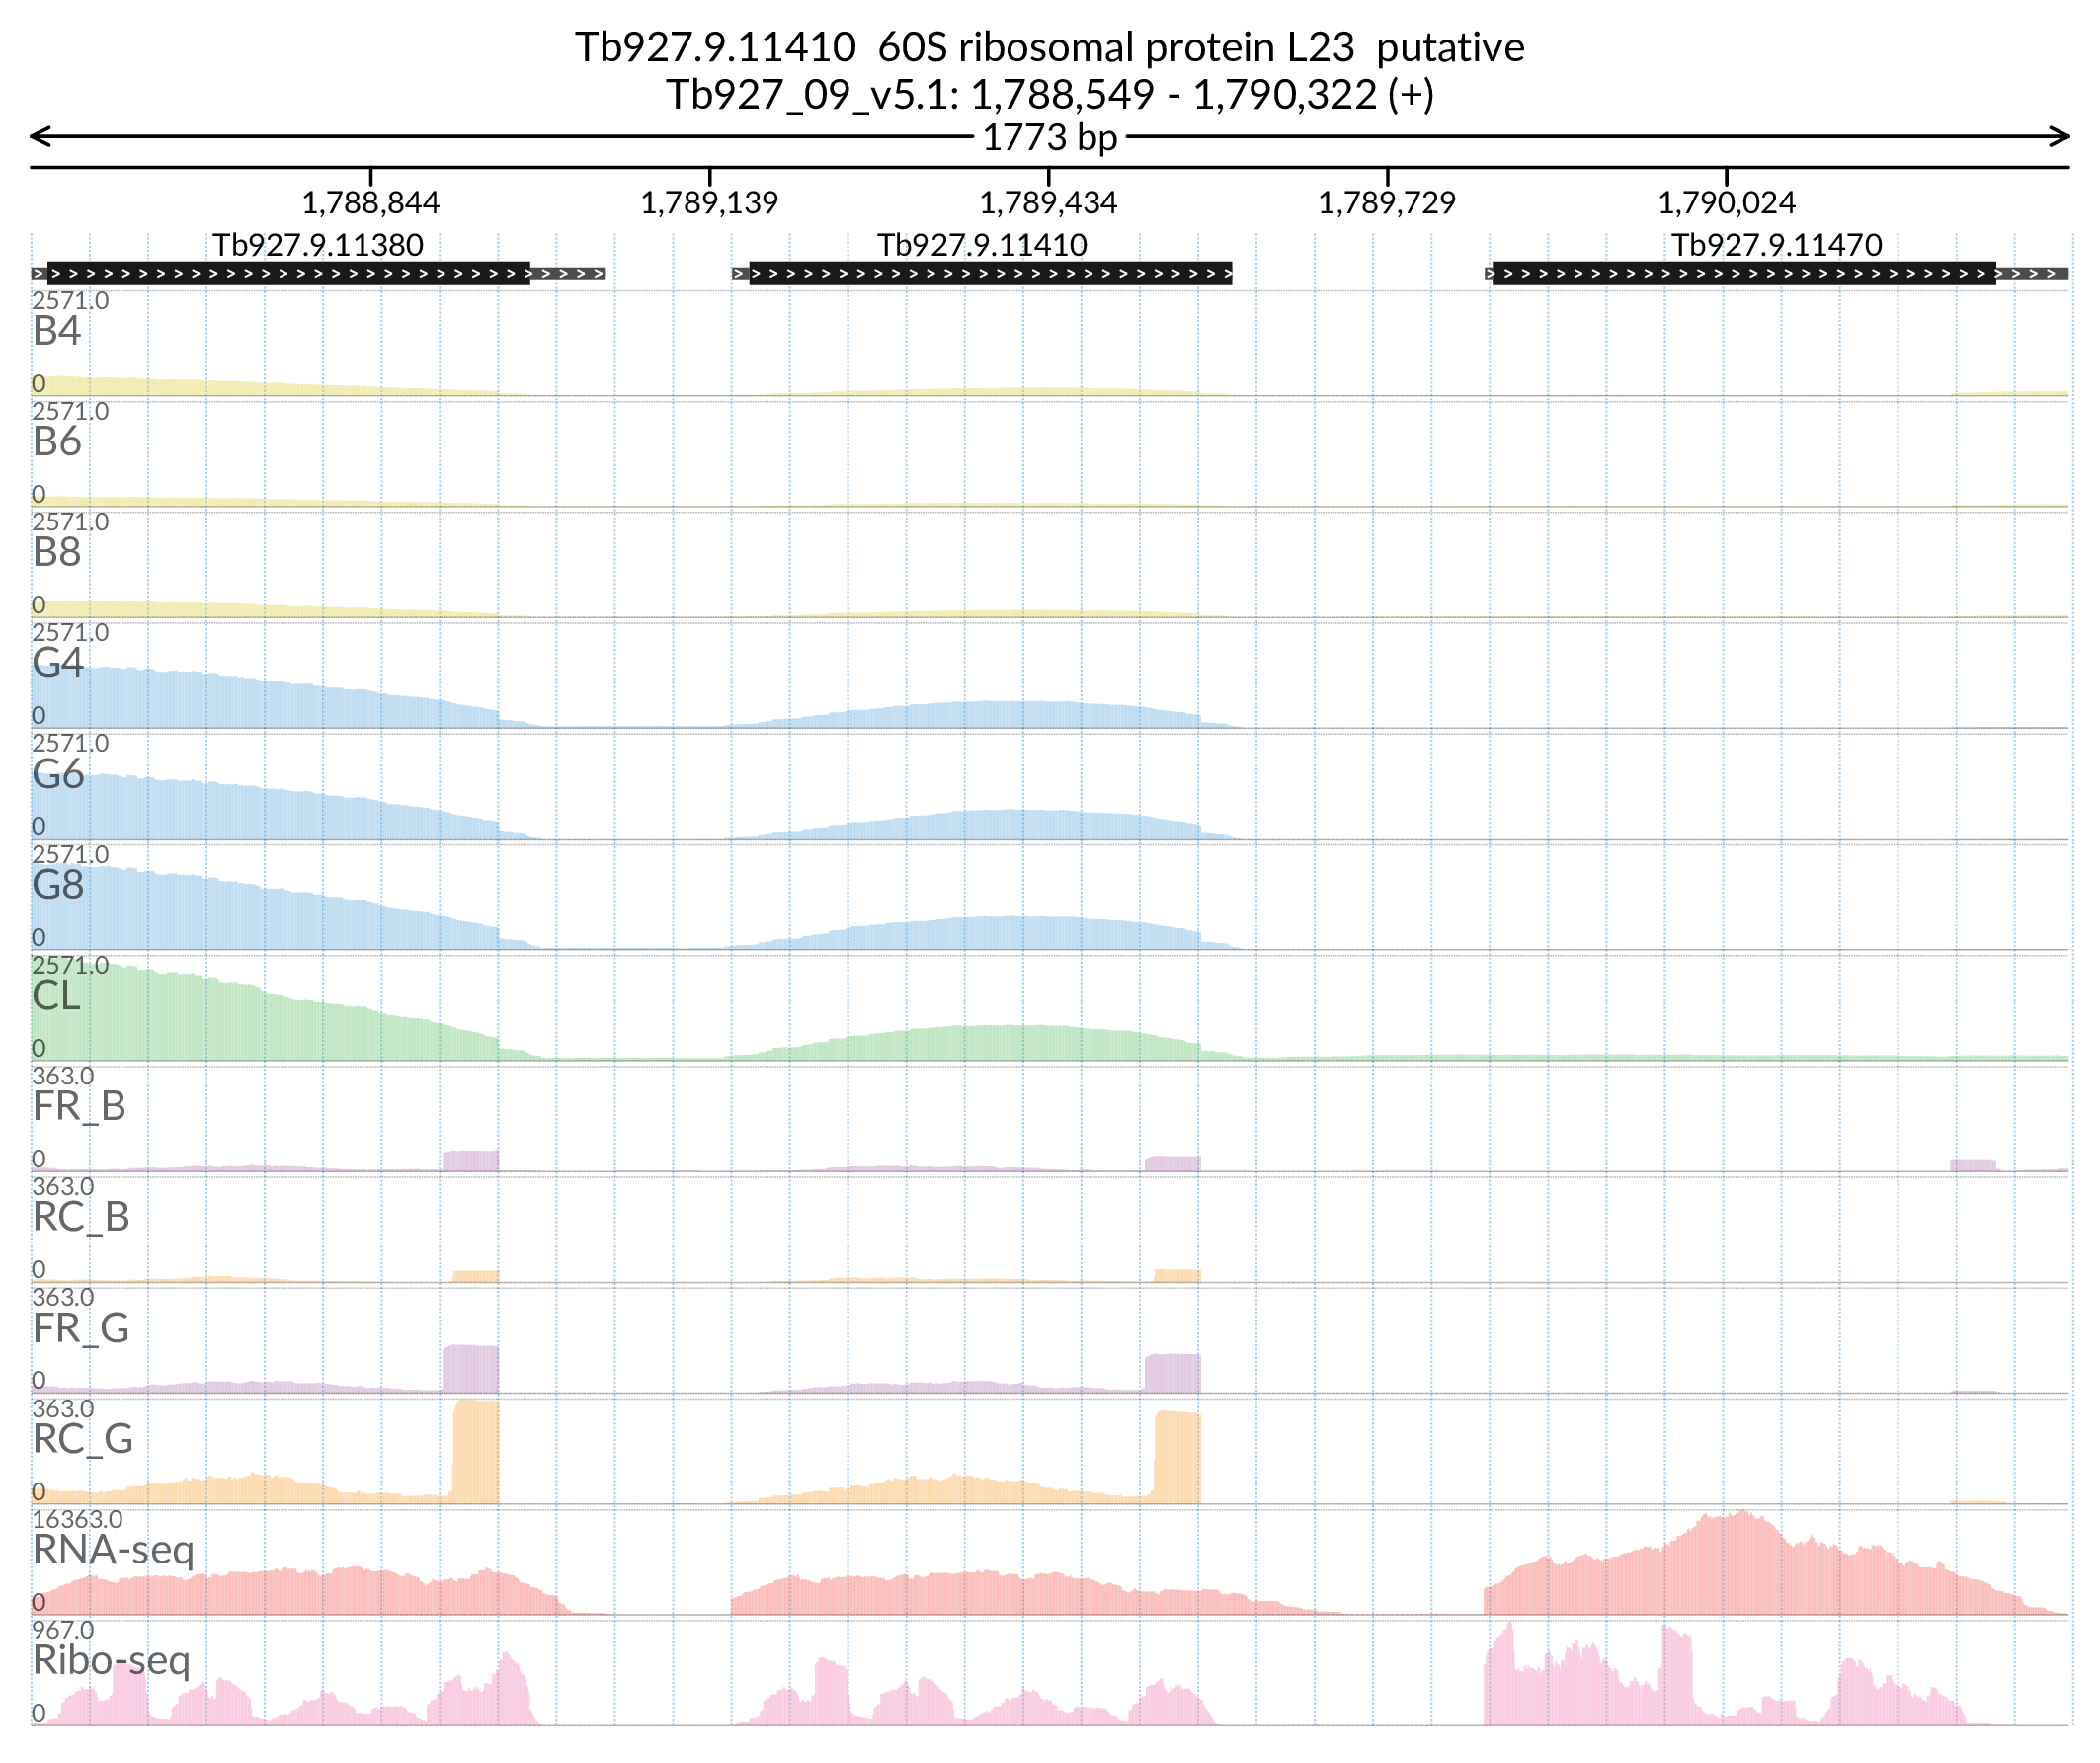 Tb927.9.11410 60S ribosomal protein L23 putative
Tb927_09_v5.1: 1,788,549 - 1,790,322 (+)
1773 bp
1,788,844 1,789,139 1,789,434 1,789,729 1,790,024
Tb927.9.11380 Tb927.9.11410 Tb927.9.11470
2571.0
B4
0
2571.0
B6
0
2571.0
B8
0
2571.0
G4
0
2571.0
G6
0
2571.0
G8
0
2571.0
CL
0
363.0
FR_B
0
363.0
RC_B
0
363.0
FR_G
0
363.0
RC_G
0
16363.0
RNA-seq
0
967.0
Ribo-seq
0